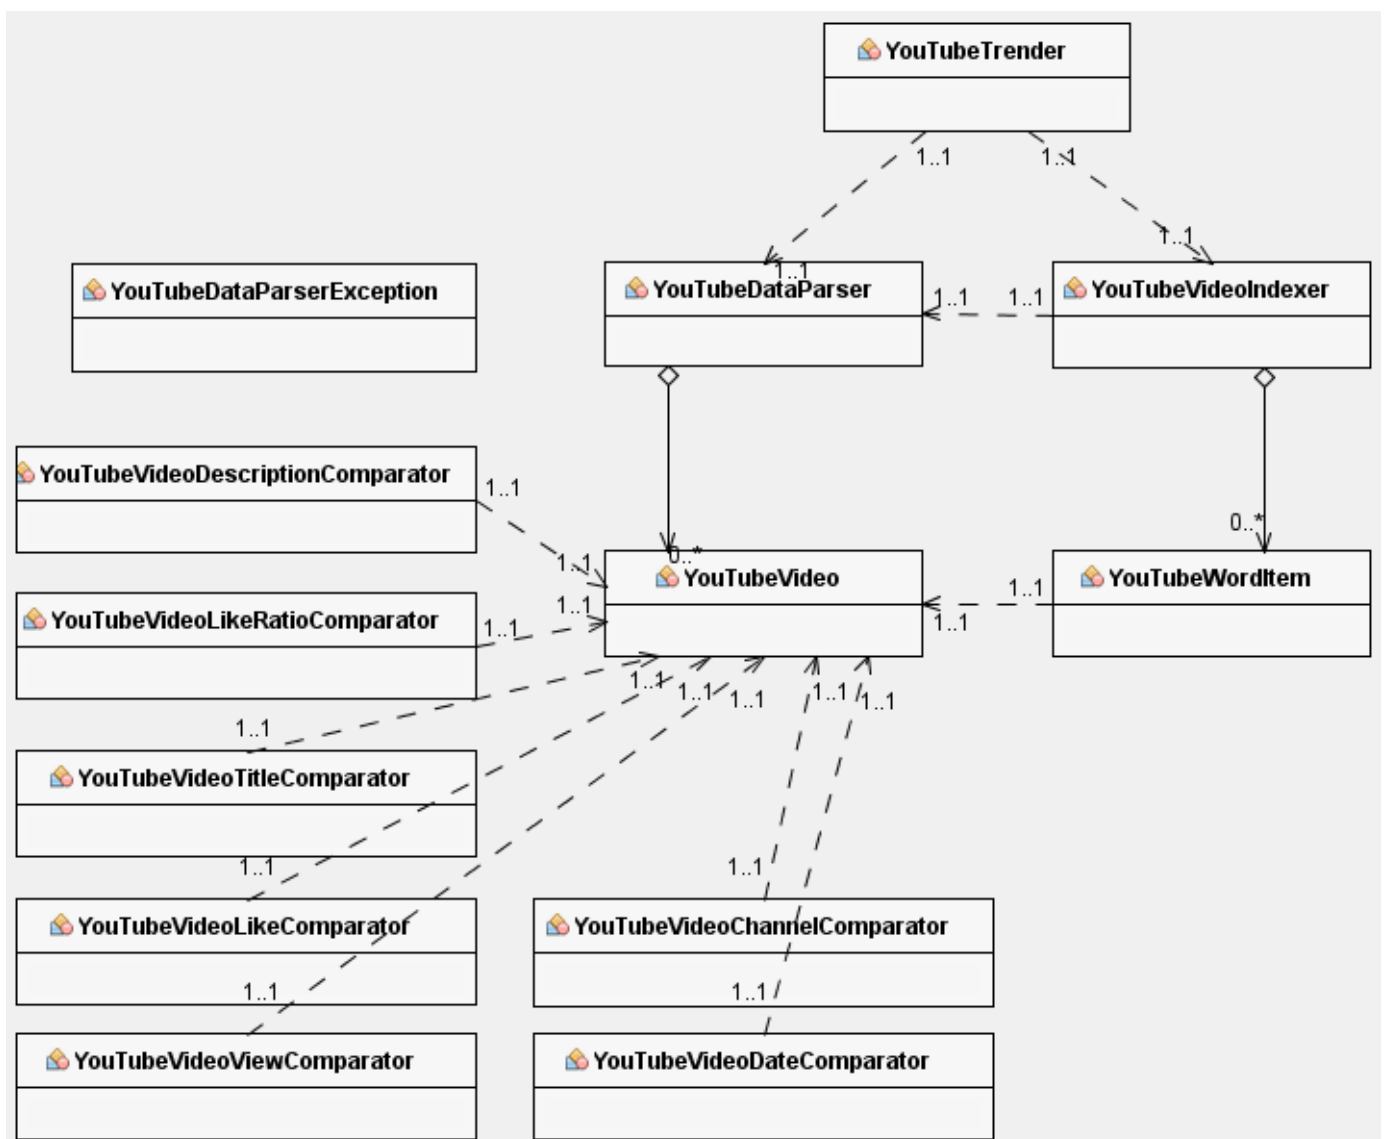 YouTubeTrender
1..1
1..1
1..1
1..1
YouTubeDataParserException
YouTubeDataParser
1..1
1..1
YouTubeVideoIndexer
YouTubeVideoDescriptionComparator
1..1
1..1
0..*
0..*
YouTubeVideo
1..1
1..1
YouTubeWordItem
YouTubeVideoLikeRatioComparator
1..1
1..1
1..1
1..1
1..1
1..1
1..1
1..1
YouTubeVideoTitleComparator
1..1
1..1
YouTubeVideoLikeComparator
YouTubeVideoChannelComparator
1..1
1..1
YouTubeVideoViewComparator
YouTubeVideoDateComparator